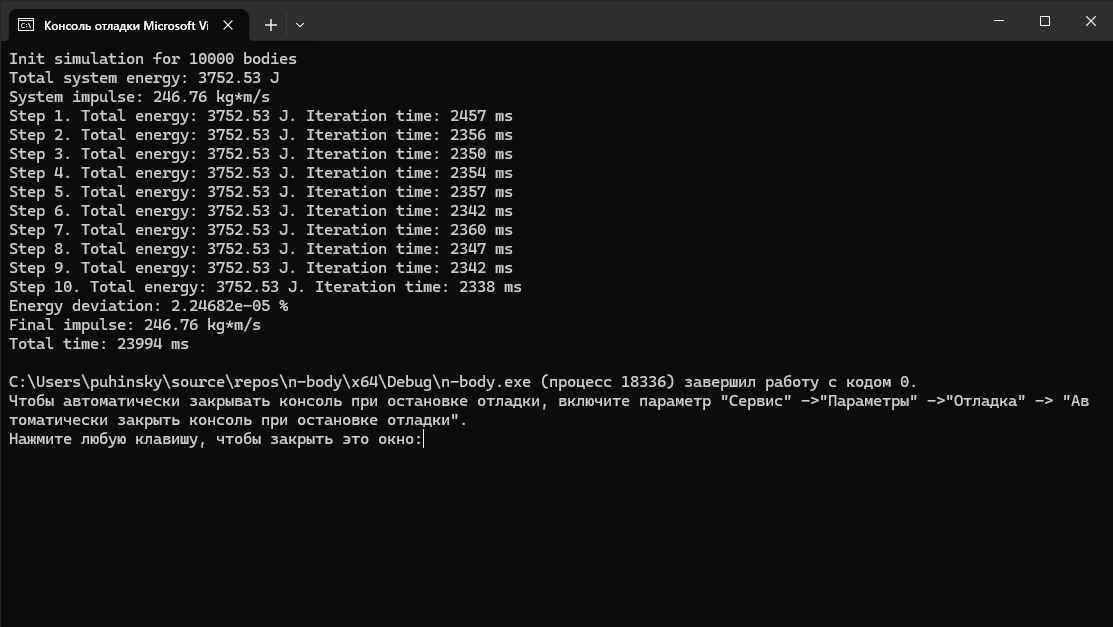 Консоль отладки Microsoft Vi
Init simulation for 10000 bodies
Total system energy: 3752.53 J
System impulse: 246.76 kg*m/s
Step 1. Total energy: 3752.53 J. Iteration time: 2457 ms
Step 2. Total energy: 3752.53 J. Iteration time: 2356 ms
Step 3. Total energy: 3752.53 J. Iteration time: 2350 ms
Step 4. Total energy: 3752.53 J. Iteration time: 2354 ms
Step 5. Total energy: 3752.53 J. Iteration time: 2357 ms
Step 6. Total energy: 3752.53 J. Iteration time: 2342 ms
Step 7. Total energy: 3752.53 J. Iteration time: 2360 ms
Step 8. Total energy: 3752.53 J. Iteration time: 2347 ms
Step 9. Total energy: 3752.53 J. Iteration time: 2342 ms
Step 10. Total energy: 3752.53 J. Iteration time: 2338 ms
Energy deviation: 2.24682e-05 %
Final impulse: 246.76 kg*m/s
Total time: 23994 ms
C:\Users\puhinsky\source\repos\n-body\x64\Debug\n-body.exe (процесс 18336) завершил работу с кодом 0.
Чтобы автоматически закрывать консоль при остановке отладки, включите параметр "Сервис" ->"Параметры" ->"Отладка" -> "Ав
томатически закрыть консоль при остановке отладки".
Нажмите любую клавишу, чтобы закрыть это окно: